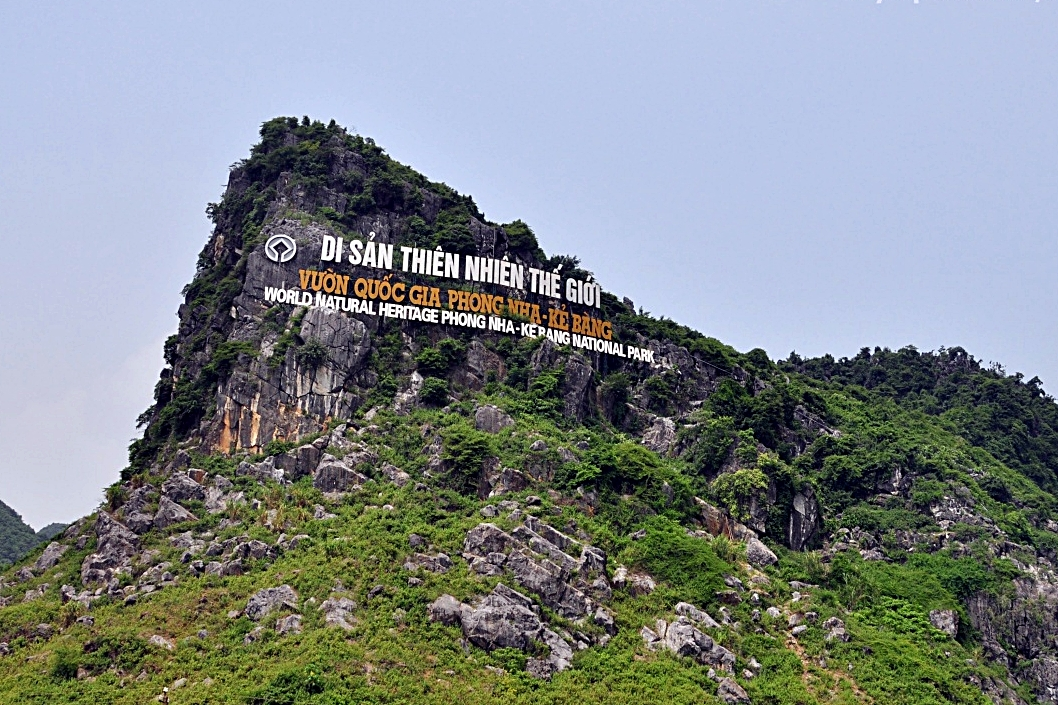 DI SẢN THIÊN NHIÊN THẾ GIỚI
VƯỜN QUỐC GIA PHONG NHA-KẺ BÀNG
WORLD NATURAL HERITAGE PHONG NHA-KE BANG NATIONAL PARK